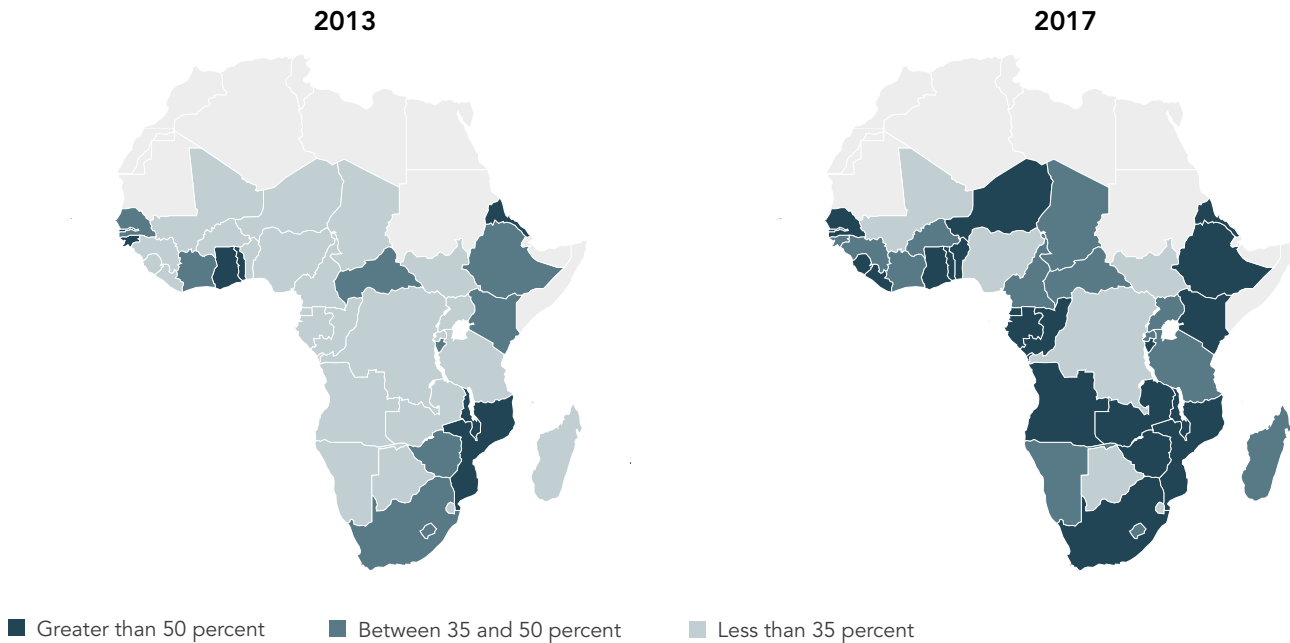 2013
2017
Greater than 50 percent
Between 35 and 50 percent
Less than 35 percent